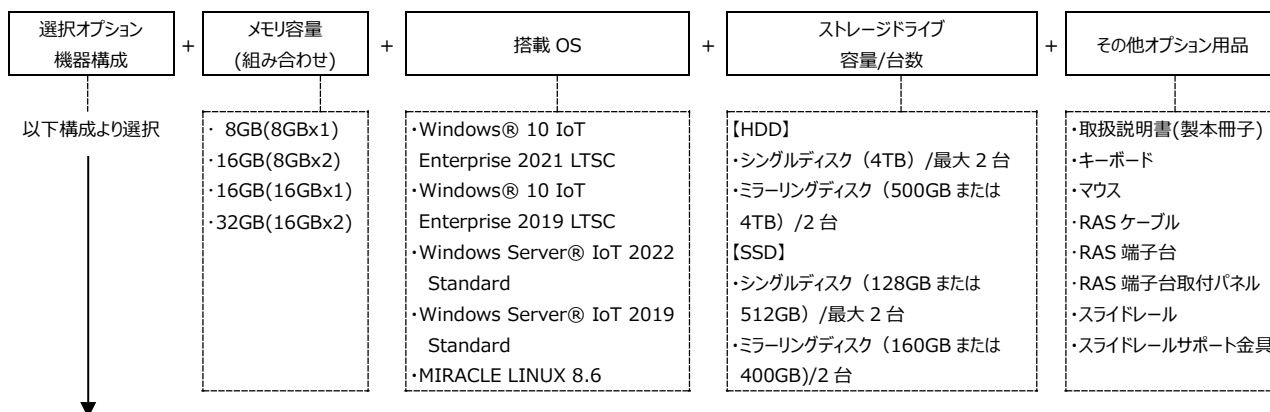 選択オプション
機器構成
+
メモリ容量
(組み合わせ)
+
搭載 OS
+
ストレージドライブ
容量/台数
+
その他オプション用品
以下構成より選択
・ 8GB(8GBx1)
・16GB(8GBx2)
・16GB(16GBx1)
・32GB(16GBx2)
・Windows® 10 IoT
Enterprise 2021 LTSC
・Windows® 10 IoT
Enterprise 2019 LTSC
・Windows Server® IoT 2022
Standard
・Windows Server® IoT 2019
Standard
・MIRACLE LINUX 8.6
【HDD】
・シングルディスク（4TB）/最大 2 台
・ミラーリングディスク（500GB または
4TB）/2 台
【SSD】
・シングルディスク（128GB または
512GB）/最大 2 台
・ミラーリングディスク（160GB または
400GB)/2 台
・取扱説明書(製本冊子)
・キーボード
・マウス
・RAS ケーブル
・RAS 端子台
・RAS 端子台取付パネル
・スライドレール
・スライドレールサポート金具